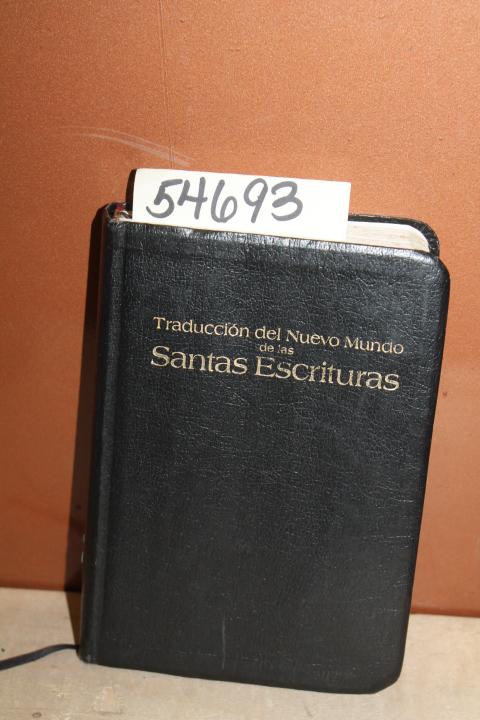 54693
Traducción del Nuevo Mundo
de las
Santas Escrituras